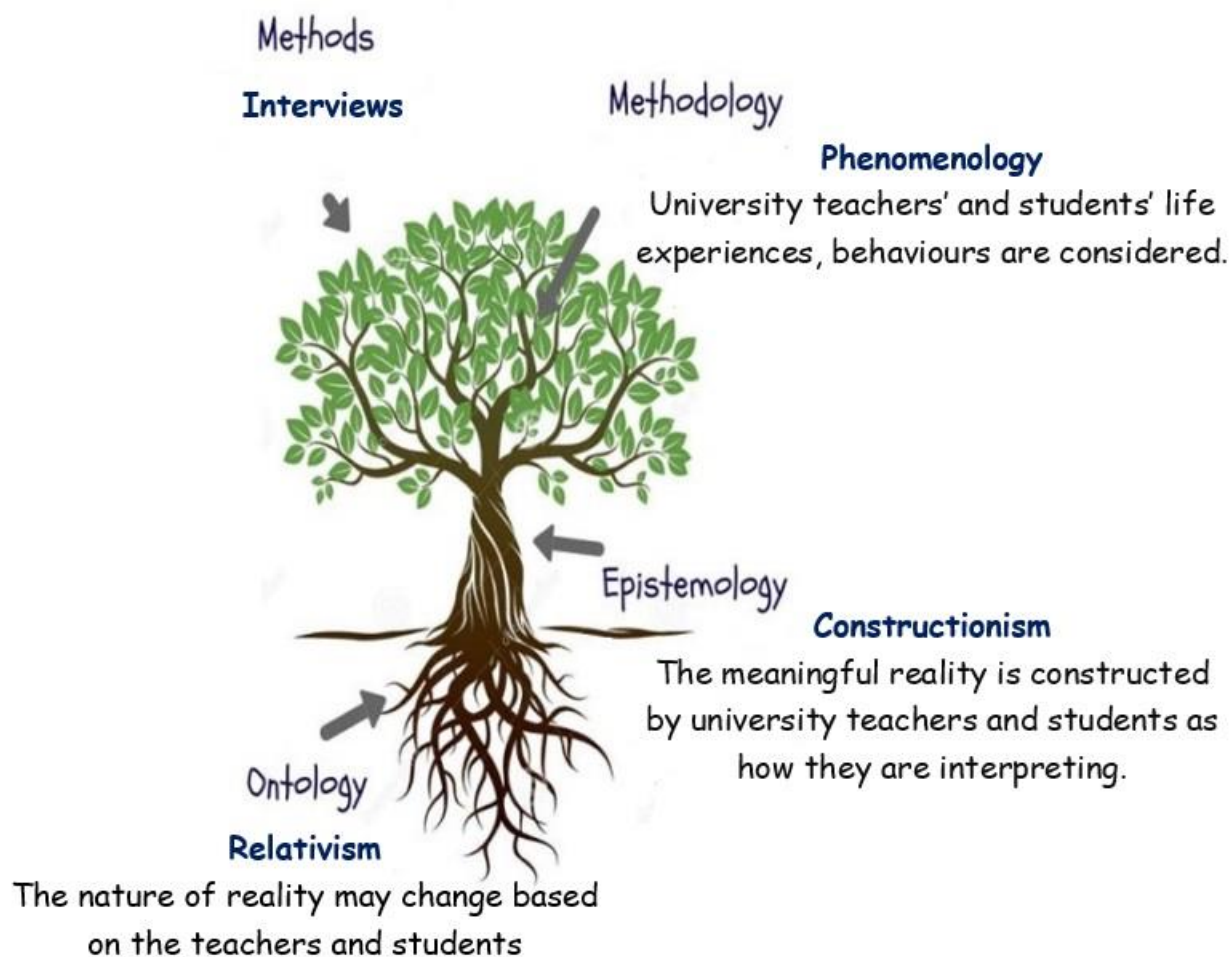 Methods
Interviews
Methodology
Phenomenology
University teachers' and students' life
experiences, behaviours are considered.
Epistemology
Constructionism
The meaningful reality is constructed
by university teachers and students as
how they are interpreting.
Ontology
Relativism
The nature of reality may change based
on the teachers and students